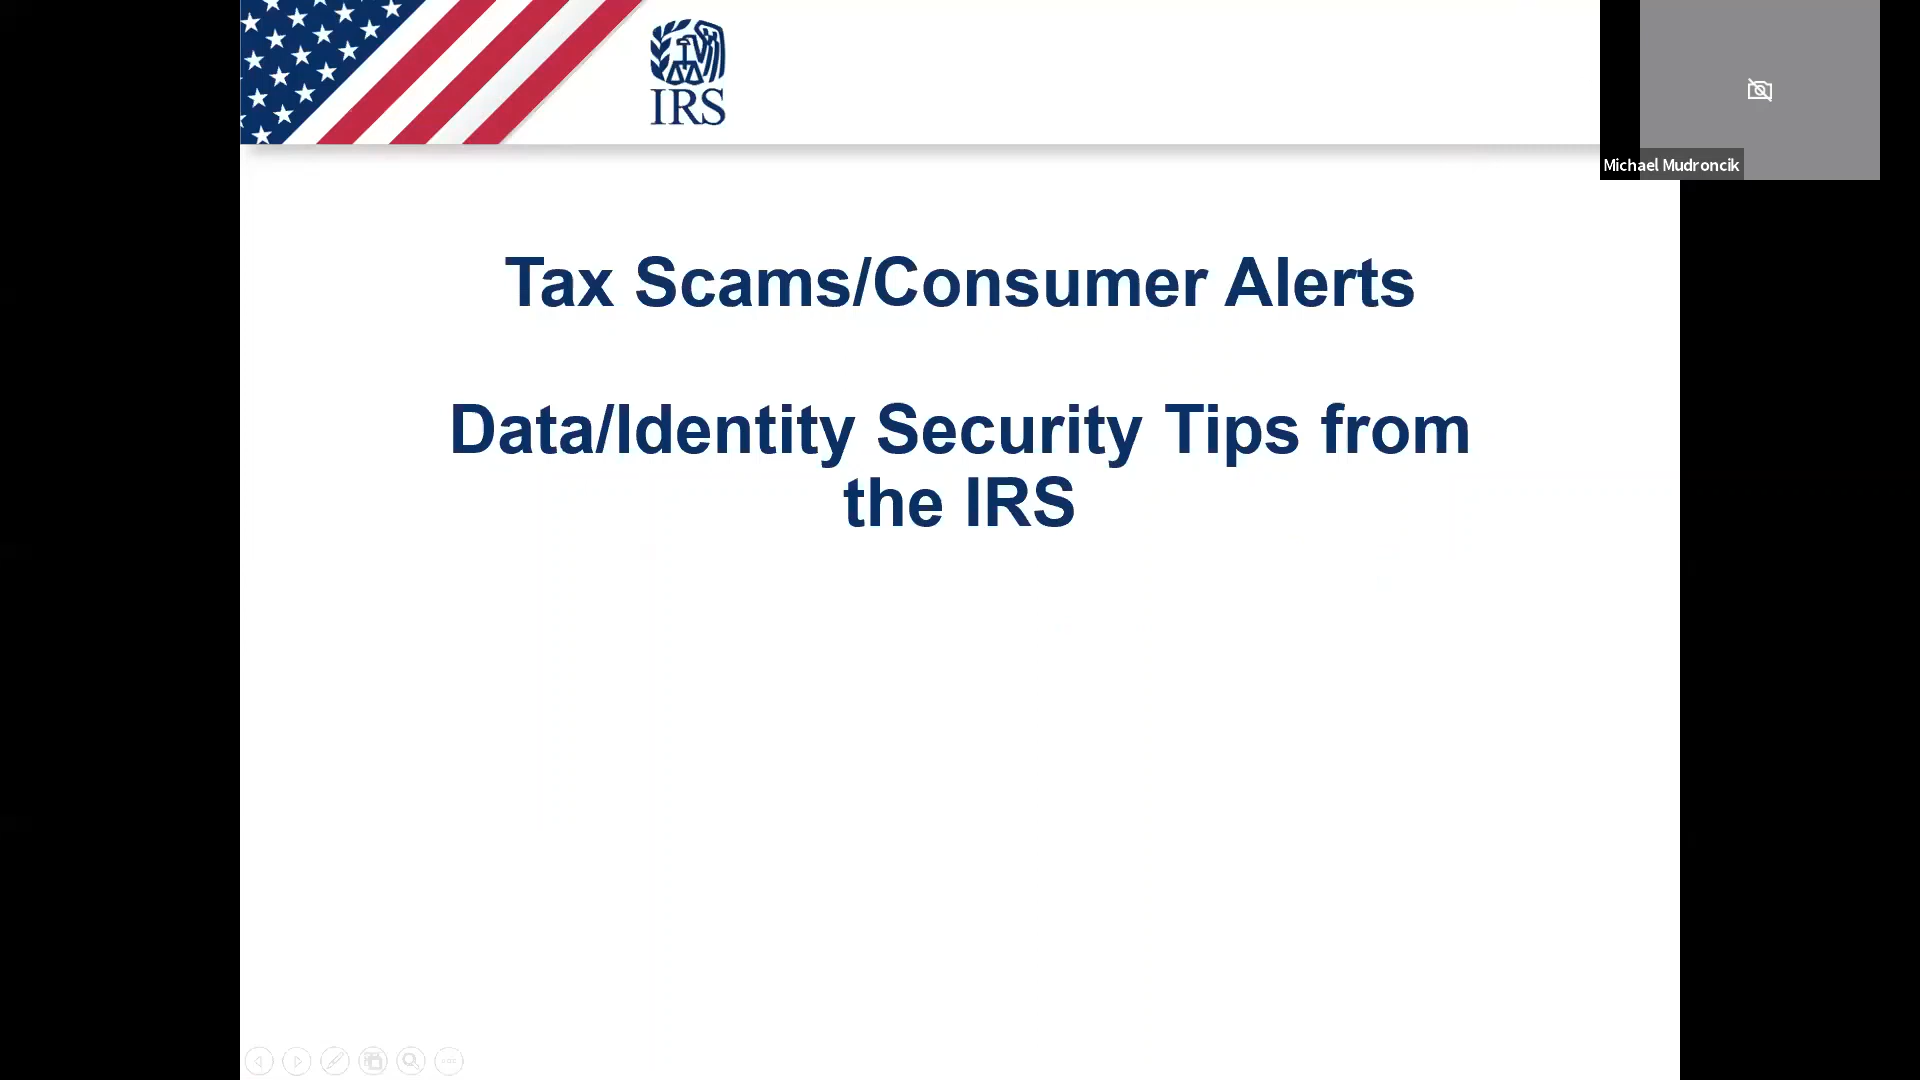 IRS
Michael Mudroncik
Tax Scams/Consumer Alerts
Data/Identity Security Tips from
the IRS